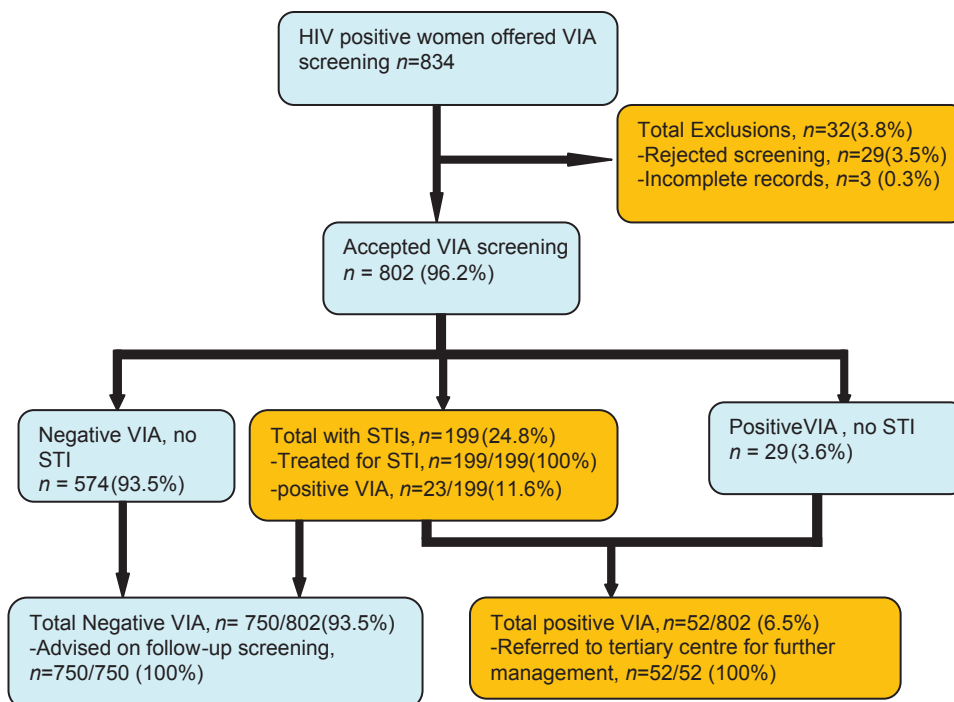 HIV positive women offered VIA
screening n=834
Total Exclusions, n=32(3.8%)
-Rejected screening, n=29(3.5%)
-Incomplete records, n=3 (0.3%)
Accepted VIA screening
n = 802 (96.2%)
Negative VIA, no
STI
n = 574(93.5%)
Total with STIs, n=199(24.8%)
-Treated for STI, n=199/199(100%)
-positive VIA, n=23/199(11.6%)
PositiveVIA , no STI
n = 29(3.6%)
Total Negative VIA, n= 750/802(93.5%)
-Advised on follow-up screening,
n=750/750 (100%)
Total positive VIA, n=52/802 (6.5%)
-Referred to tertiary centre for further
management, n=52/52 (100%)